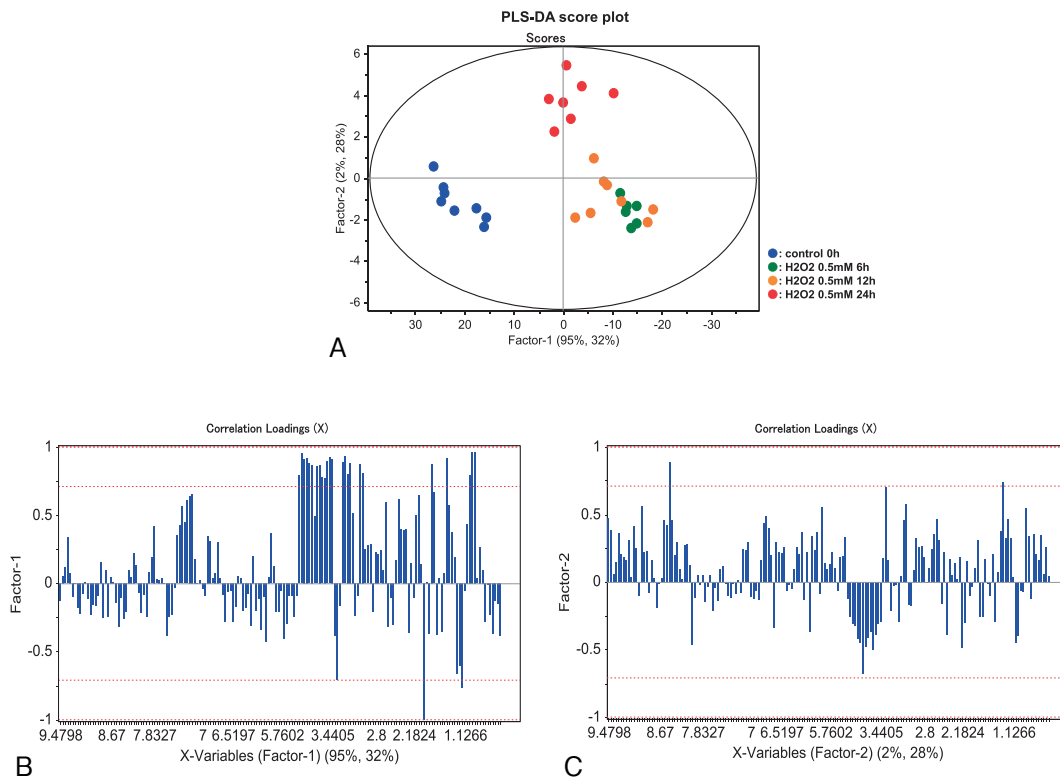 PLS-DA score plot
Scores
6
4
2
0
-2
-4
-6
Factor-2 (2%, 28%)
30 20 10 0 -10 -20 -30
Factor-1 (95%, 32%)
: control 0h
: H2O2 0.5mM 6h
: H2O2 0.5mM 12h
: H2O2 0.5mM 24h
A
Correlation Loadings (X)
1
0.5
0
-0.5
-1
Factor-1
9.4798 8.67 7.8327 7 6.5197 5.7602 3.4405 2.8 2.1824 1.1266
X-Variables (Factor-1) (95%, 32%)
B
Correlation Loadings (X)
1
0.5
0
-0.5
-1
Factor-2
9.4798 8.67 7.8327 7 6.5197 5.7602 3.4405 2.8 2.1824 1.1266
X-Variables (Factor-2) (2%, 28%)
C